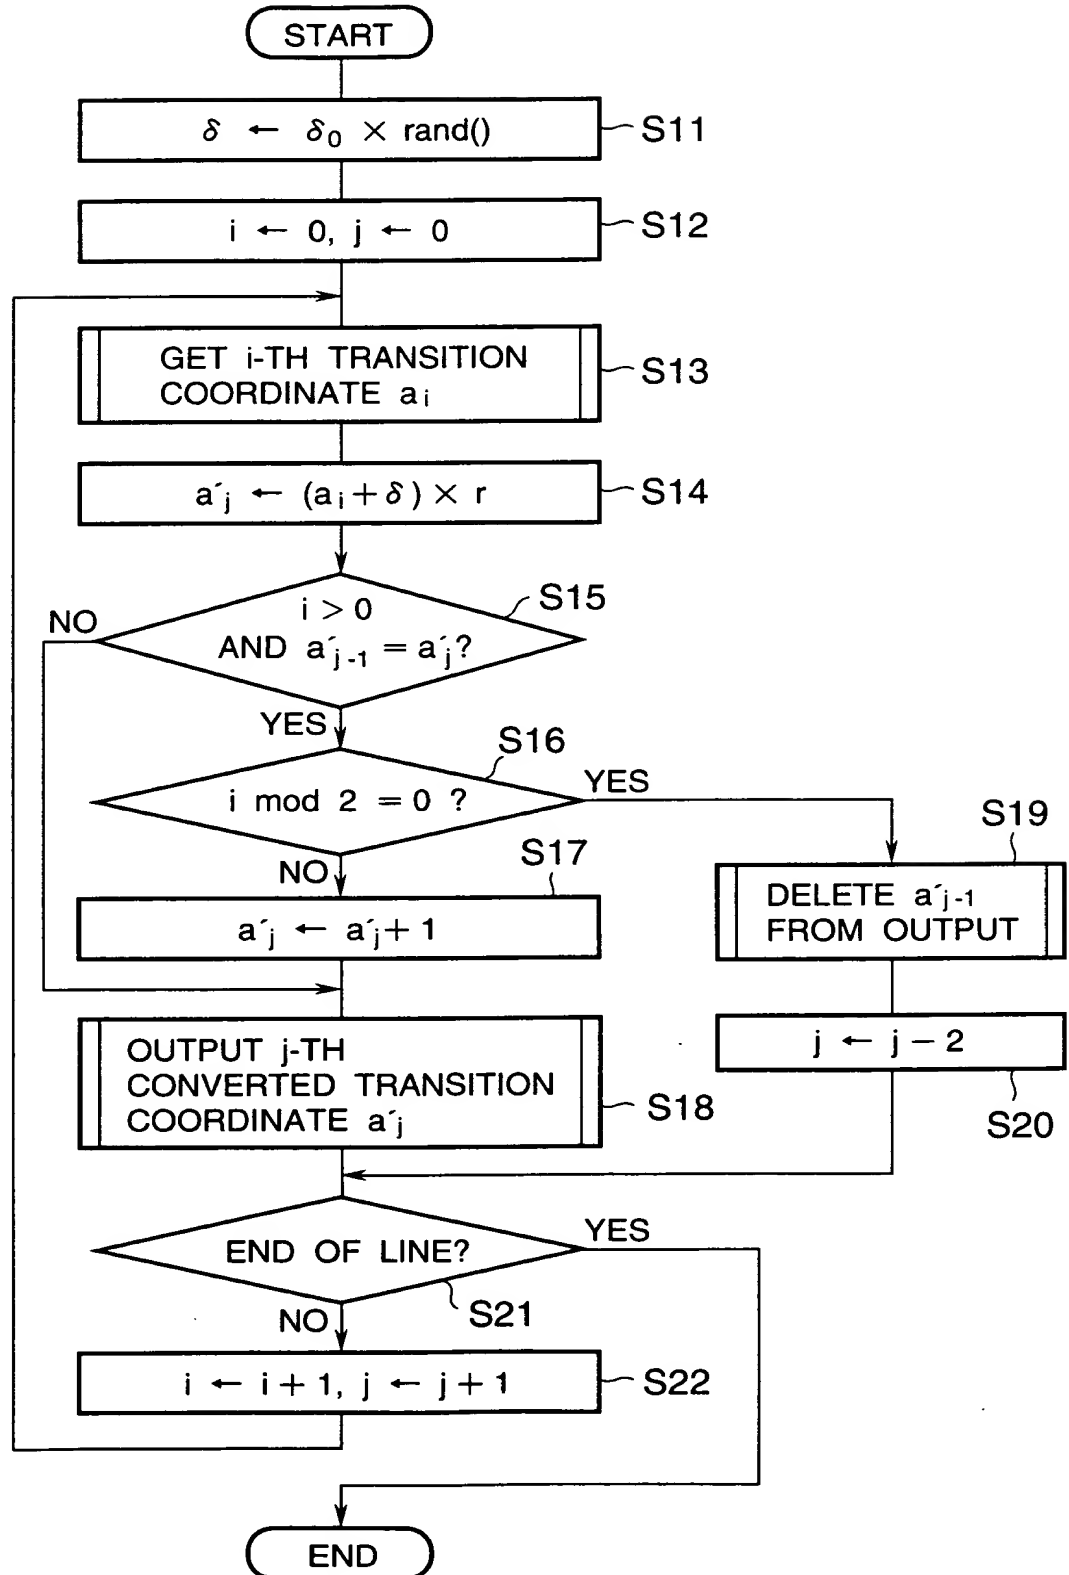 START
δ ← δ₀ × rand()
S11
i ← 0, j ← 0
S12
GET i-TH TRANSITION
COORDINATE aᵢ
S13
a´ⱼ ← (aᵢ + δ) × r
S14
i > 0
AND a´ⱼ₋₁ = a´ⱼ?
S15
NO
YES
i mod 2 = 0 ?
S16
YES
NO
a´ⱼ ← a´ⱼ + 1
S17
DELETE a´ⱼ₋₁
FROM OUTPUT
S19
OUTPUT j-TH
CONVERTED TRANSITION
COORDINATE a´ⱼ
S18
j ← j − 2
S20
END OF LINE?
YES
S21
NO
i ← i + 1, j ← j + 1
S22
END